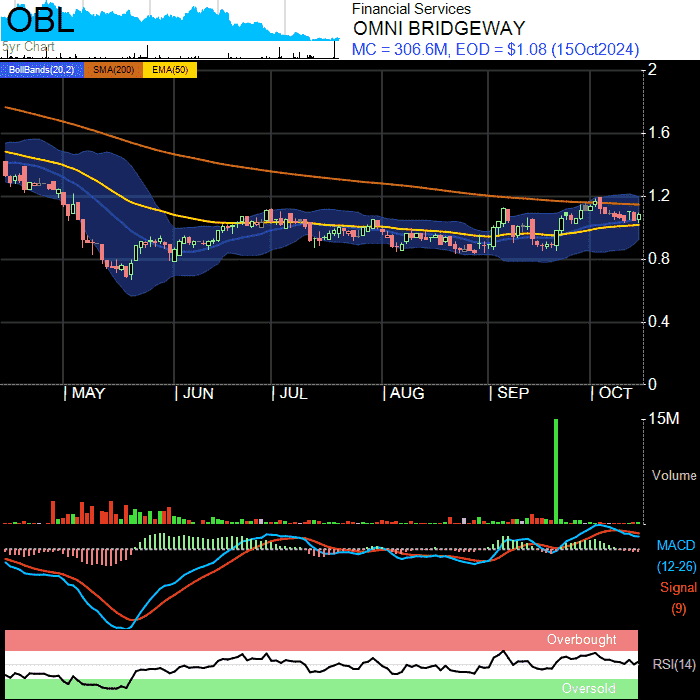 OBL
5yr Chart
Financial Services
OMNI BRIDGEWAY
MC = 306.6M, EOD = $1.08 (15Oct2024)
BollBands(20,2) SMA(200) EMA(50)
2
1.6
1.2
0.8
0.4
0
MAY JUN JUL AUG SEP OCT
15M
Volume
MACD
(12-26)
Signal
(9)
Overbought
RSI(14)
Oversold